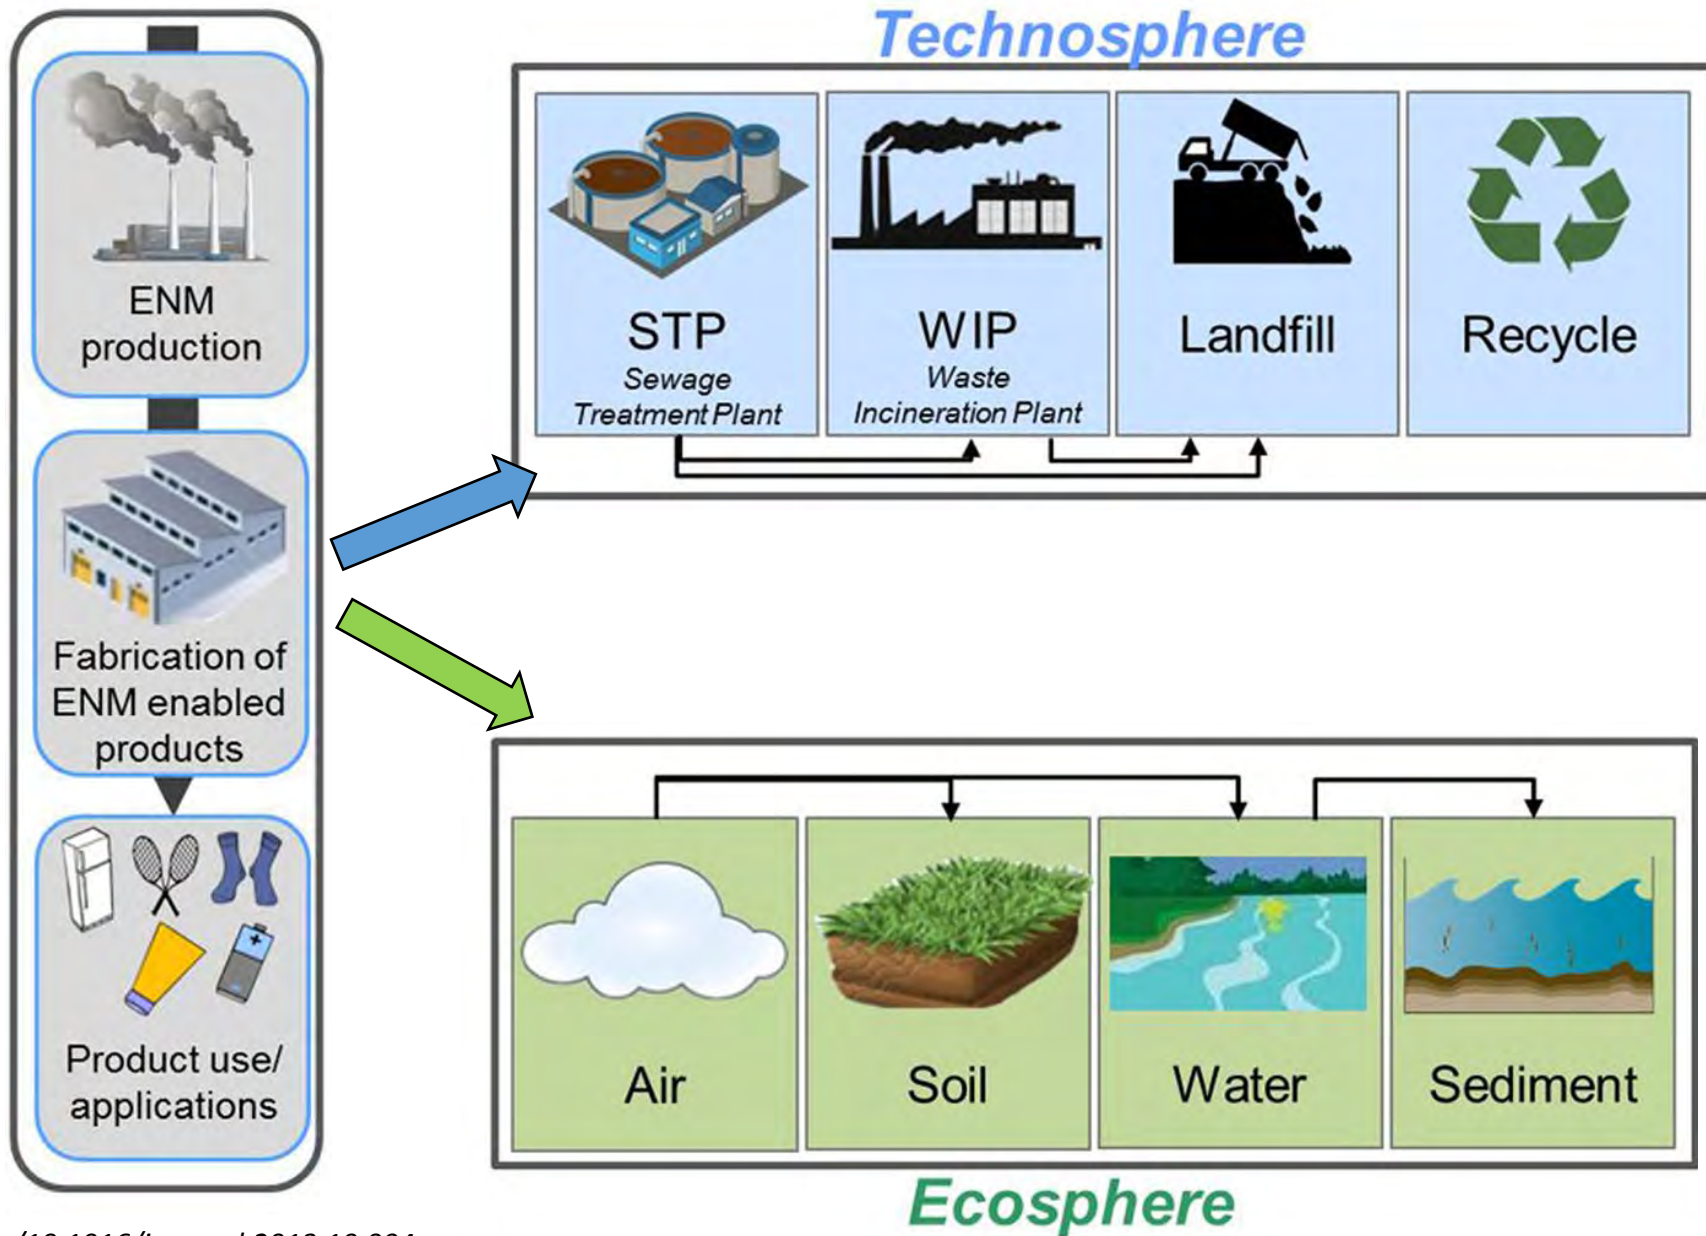 Technosphere
ENM
production
Fabrication of
ENM enabled
products
Product use/
applications
STP
Sewage
Treatment Plant
WIP
Waste
Incineration Plant
Landfill
Recycle
Air
Soil
Water
Sediment
Ecosphere